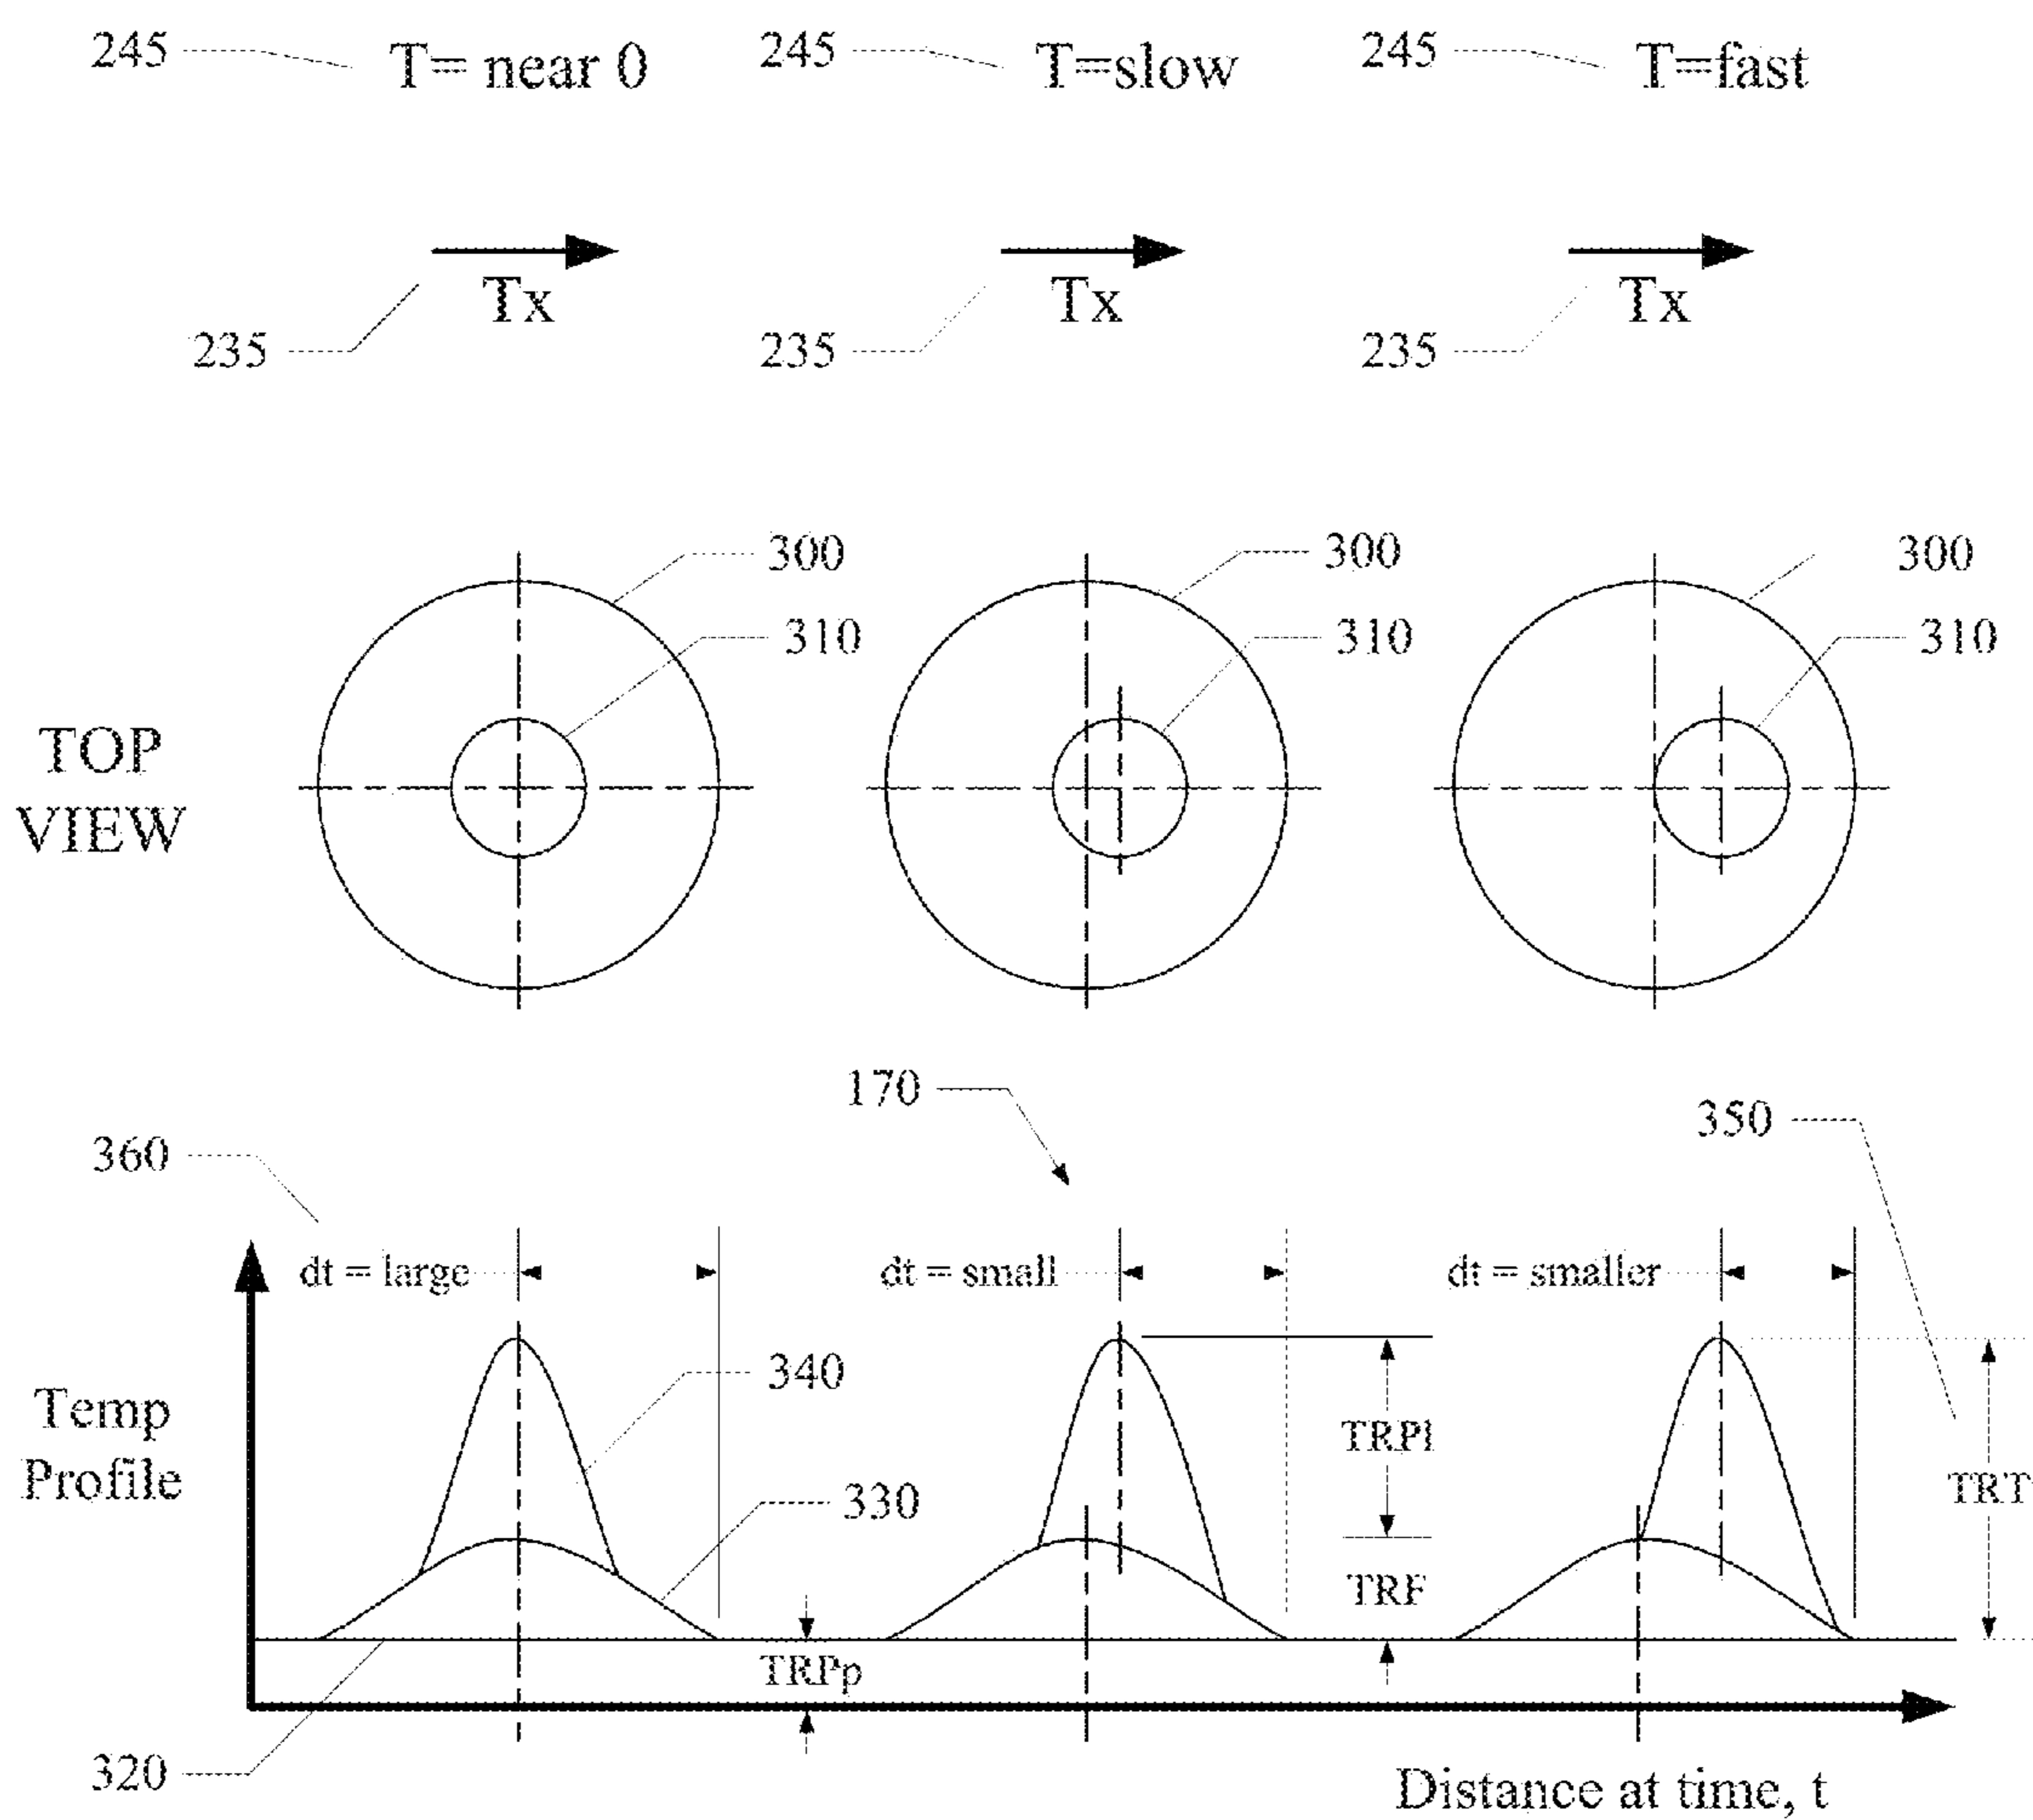 245 T= near 0 245 T=slow 245 T=fast
Tx Tx Tx
235 235 235
300 300 300
310 310 310
TOP
VIEW
170
350
360
dt = large dt = small dt = smaller
340
Temp
Profile
TRPl
TRT
330
TRF
TRPp
320
Distance at time, t